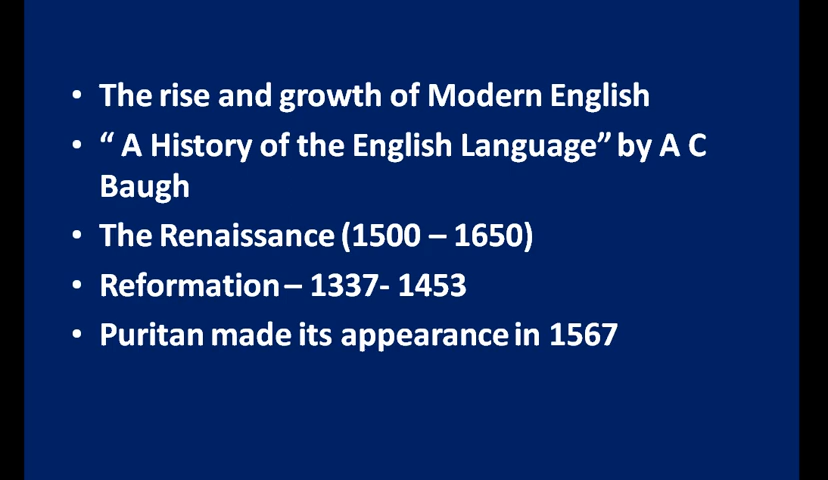 • The rise and growth of Modern English
• “ A History of the English Language” by A C
Baugh
• The Renaissance (1500 – 1650)
• Reformation – 1337- 1453
• Puritan made its appearance in 1567